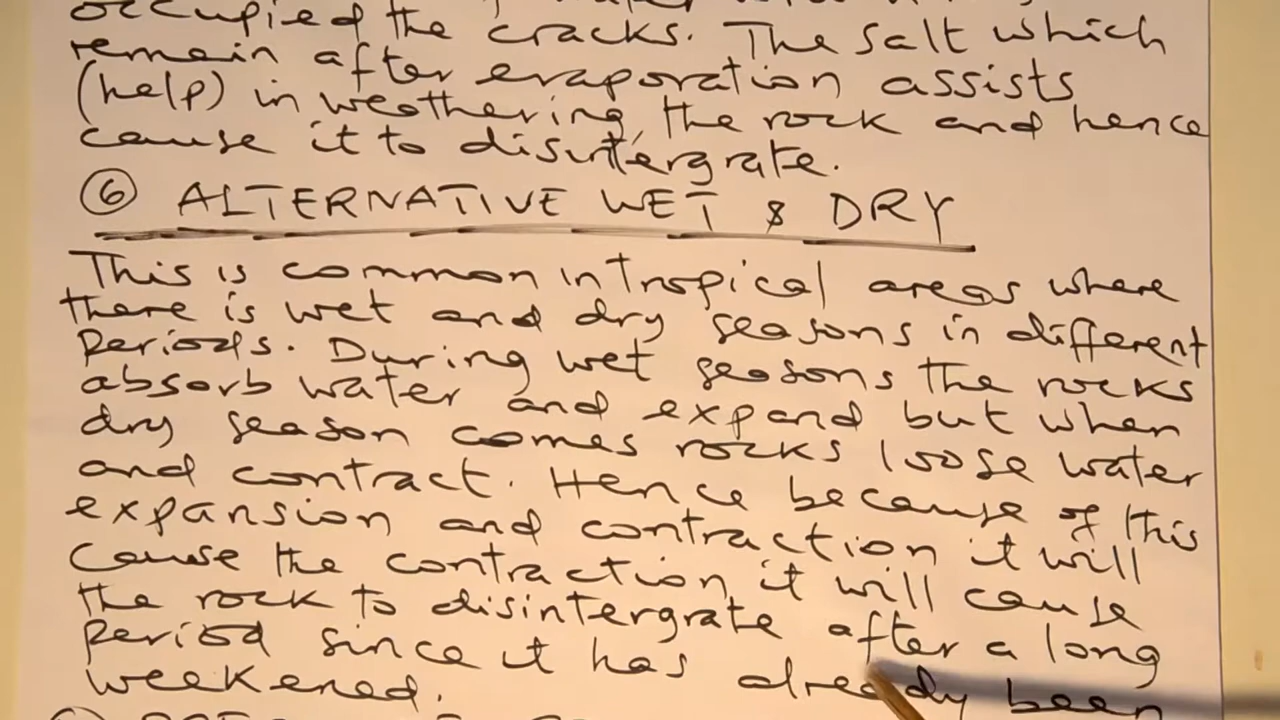 occupied the cracks. The salt which
remain after evaporation assists
(help) in weathering, the rock and hence
cause it to disintergrate.
⑥ ALTERNATIVE WET & DRY
This is common in Tropical areas where
there is wet and dry seasons in different
Periods. During wet seasons the rocks
absorb water and expand but when
dry season comes rocks loose water
and contract. Hence because of this
expansion and contraction it will
cause the contraction it will cause
the rock to disintergrate after a long
Period since it has already been
weekened.